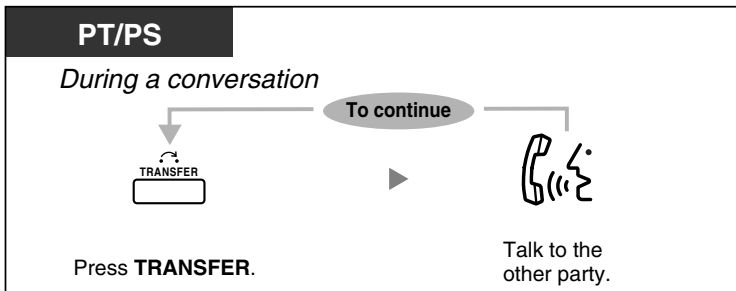 PT/PS
During a conversation
To continue
TRANSFER
Press TRANSFER.
Talk to the
other party.